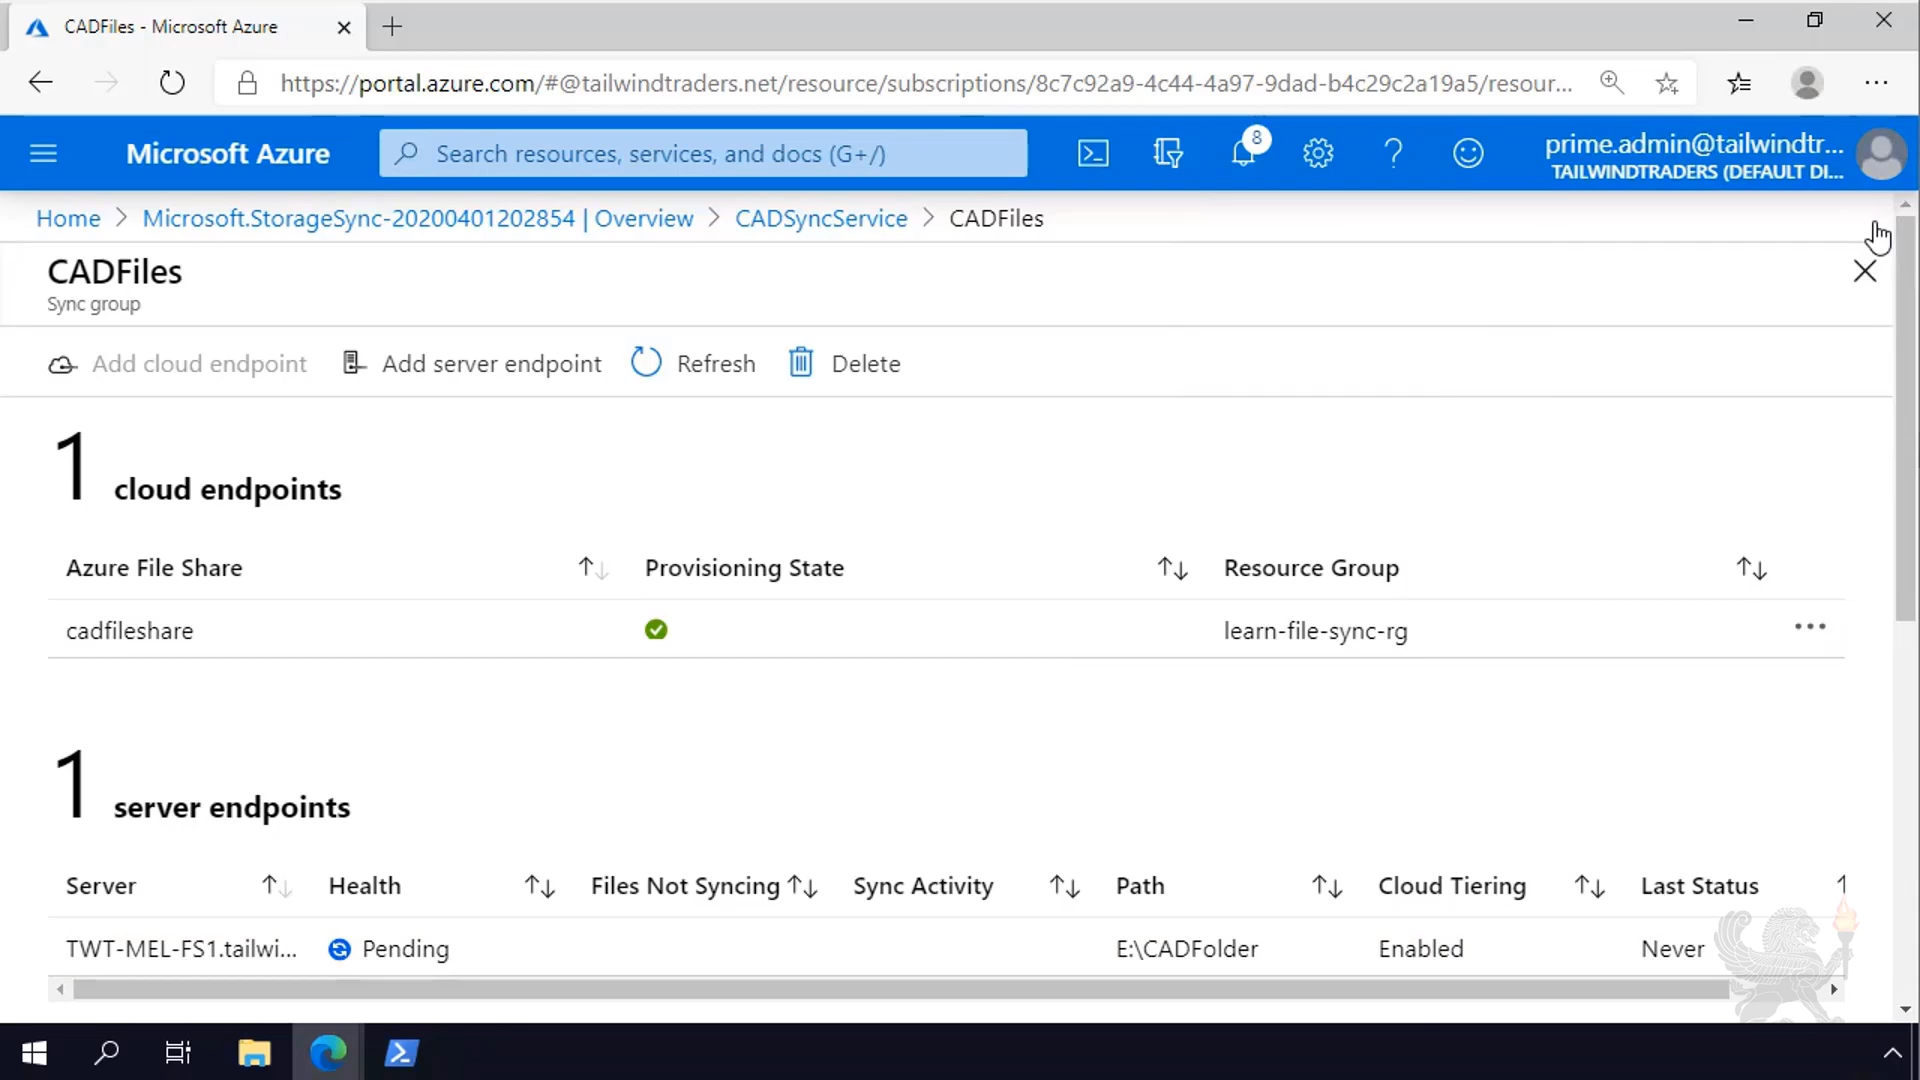 CADFiles - Microsoft Azure
https://portal.azure.com/#@tailwindtraders.net/resource/subscriptions/8c7c92a9-4c44-4a97-9dad-b4c29c2a19a5/resour...
Microsoft Azure
Search resources, services, and docs (G+/)
8
prime.admin@tailwindtr...
TAILWINDTRADERS (DEFAULT DI...
Home > Microsoft.StorageSync-20200401202854 | Overview > CADSyncService > CADFiles
CADFiles
Sync group
Add cloud endpoint Add server endpoint Refresh Delete
1 cloud endpoints
Azure File Share Provisioning State Resource Group
cadfileshare learn-file-sync-rg ...
1 server endpoints
Server Health Files Not Syncing Sync Activity Path Cloud Tiering Last Status
TWT-MEL-FS1.tailwi... Pending E:\CADFolder Enabled Never